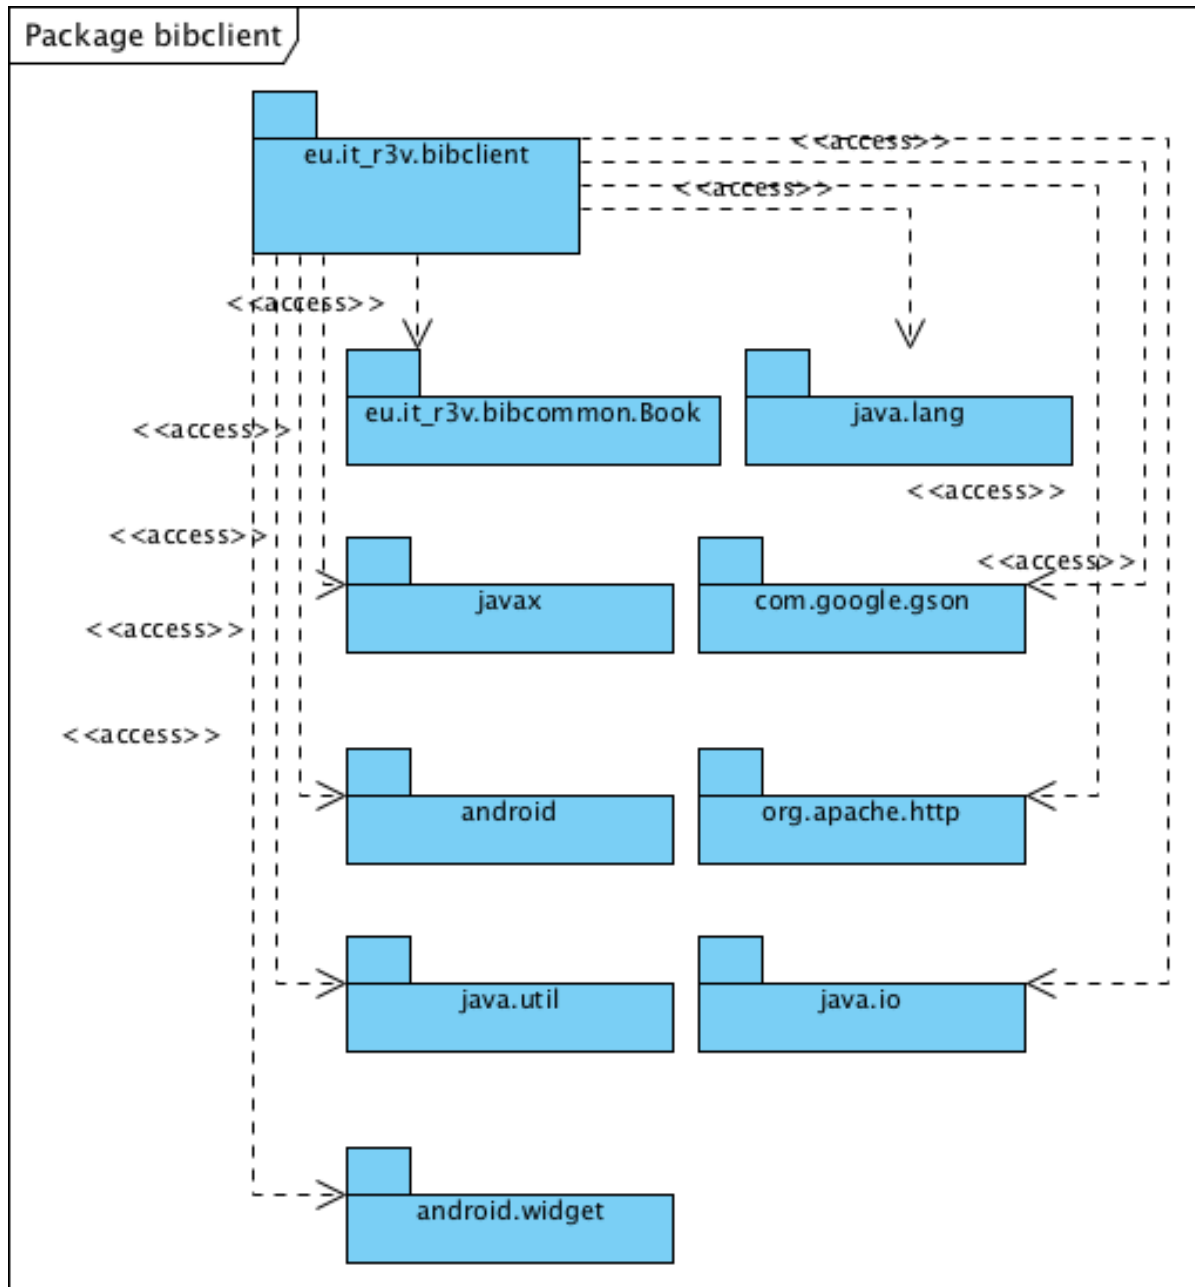 Package bibclient
<<access>>
eu.it_r3v.bibclient
<<access>>
<<access>>
eu.it_r3v.bibcommon.Book
java.lang
<<access>>
<<access>>
<<access>>
<<access>>
javax
com.google.gson
<<access>>
<<access>>
android
org.apache.http
java.util
java.io
android.widget